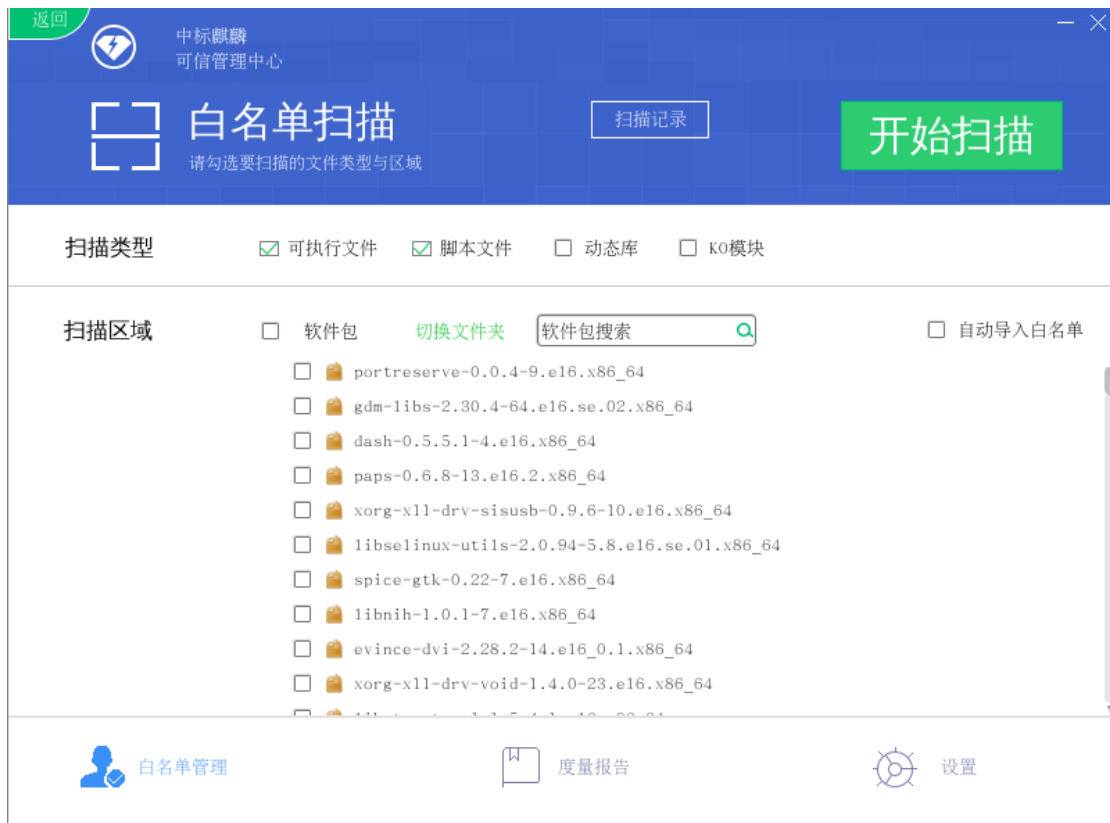 返回
中标麒麟
可信管理中心
白名单扫描
请勾选要扫描的文件类型与区域
扫描记录
开始扫描
扫描类型 可执行文件 脚本文件 动态库 KO模块
扫描区域 软件包 切换文件夹 软件包搜索 自动导入白名单
portreserve-0.0.4-9.el6.x86_64
gdm-libs-2.30.4-64.el6.se.02.x86_64
dash-0.5.5.1-4.el6.x86_64
paps-0.6.8-13.el6.2.x86_64
xorg-x11-drv-sisusb-0.9.6-10.el6.x86_64
libselinux-utils-2.0.94-5.8.el6.se.01.x86_64
spice-gtk-0.22-7.el6.x86_64
libnih-1.0.1-7.el6.x86_64
evince-dvi-2.28.2-14.el6_0.1.x86_64
xorg-x11-drv-void-1.4.0-23.el6.x86_64
白名单管理 度量报告 设置